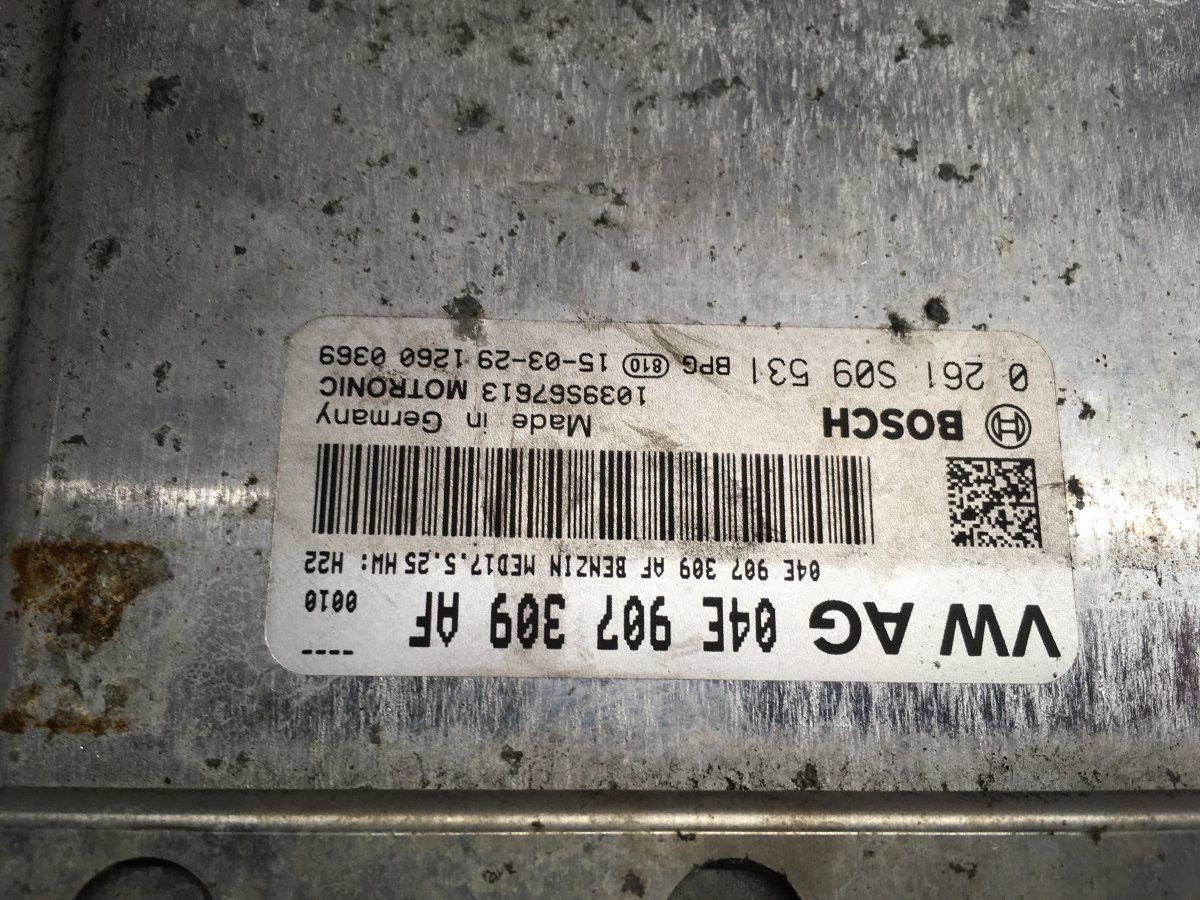 VW AG 04E 907 309 AF ----
0010
04E 907 309 AF BENZIN MED17.5.25 HW: H22
BOSCH Made in Germany
1039S67613 MOTRONIC
0 261 S09 531 BPG 810 15-03-29 1260 0369